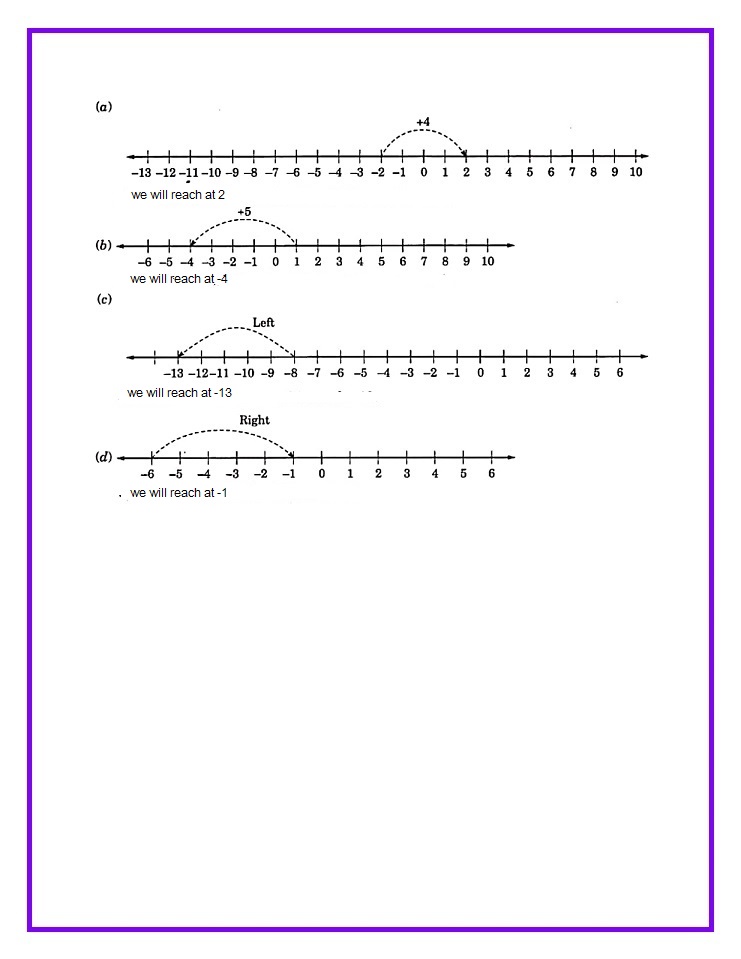 (a)
+4
–13 –12 –11 –10 –9 –8 –7 –6 –5 –4 –3 –2 –1 0 1 2 3 4 5 6 7 8 9 10
we will reach at 2
+5
(b)
–6 –5 –4 –3 –2 –1 0 1 2 3 4 5 6 7 8 9 10
we will reach at -4
(c)
Left
–13 –12 –11 –10 –9 –8 –7 –6 –5 –4 –3 –2 –1 0 1 2 3 4 5 6
we will reach at -13
Right
(d)
–6 –5 –4 –3 –2 –1 0 1 2 3 4 5 6
we will reach at -1